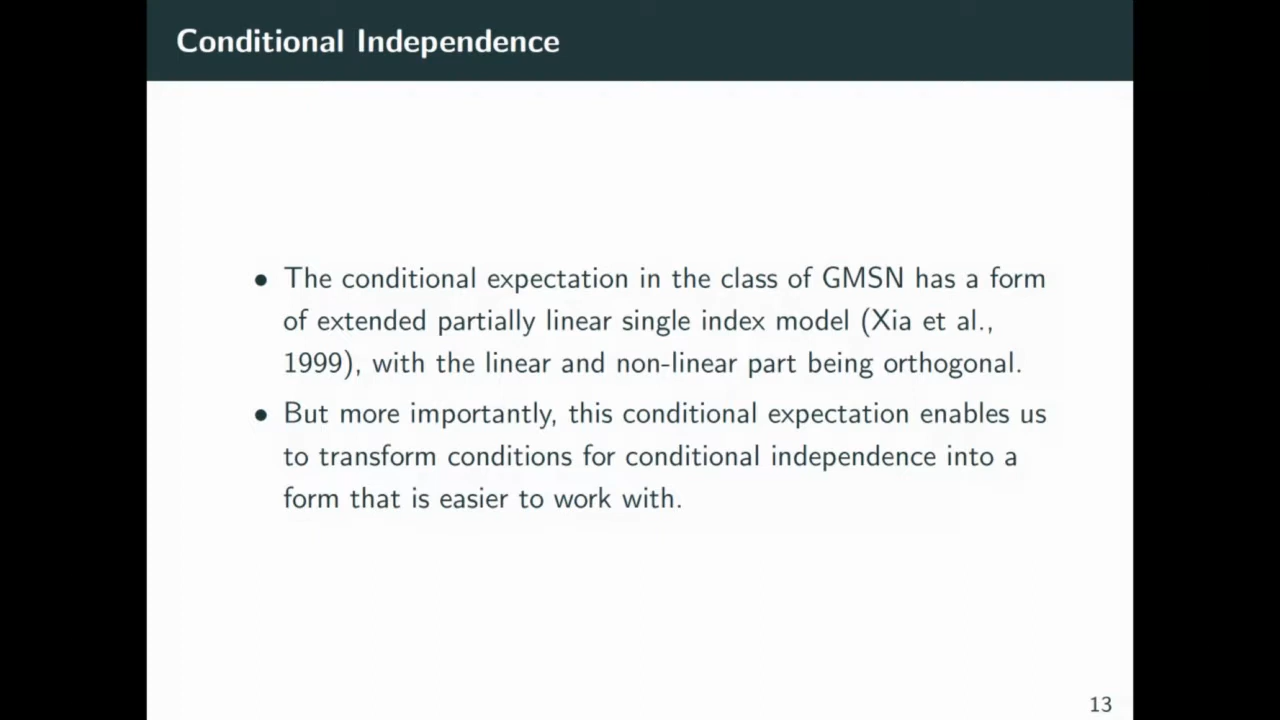 Conditional Independence
• The conditional expectation in the class of GMSN has a form
of extended partially linear single index model (Xia et al.,
1999), with the linear and non-linear part being orthogonal.
• But more importantly, this conditional expectation enables us
to transform conditions for conditional independence into a
form that is easier to work with.
13